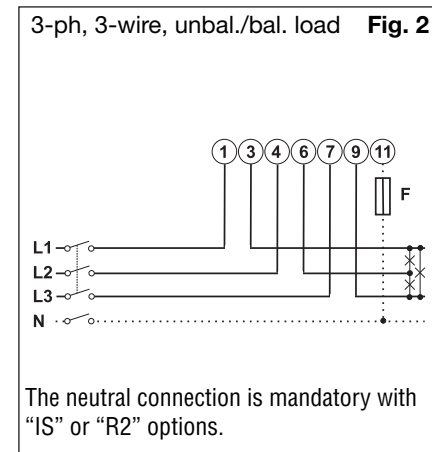 3-ph, 3-wire, unbal./bal. load Fig. 2
1 3 4 6 7 9 11
F
L1
L2
L3
N
The neutral connection is mandatory with
“IS” or “R2” options.